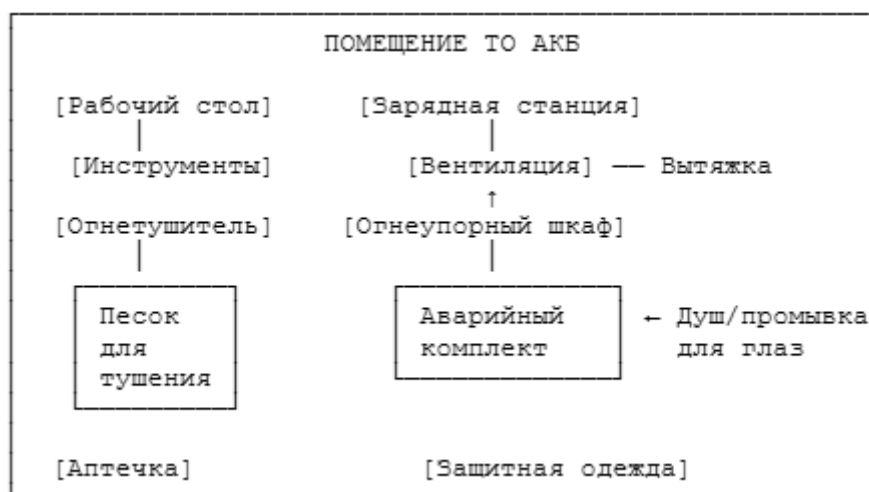 ПОМЕЩЕНИЕ ТО АКБ
[Рабочий стол] [Зарядная станция]
[Инструменты] [Вентиляция] —— Вытяжка
↑
[Огнетушитель] [Огнеупорный шкаф]
Песок Аварийный ← Душ/промывка
для комплект для глаз
тушения
[Аптечка] [Защитная одежда]